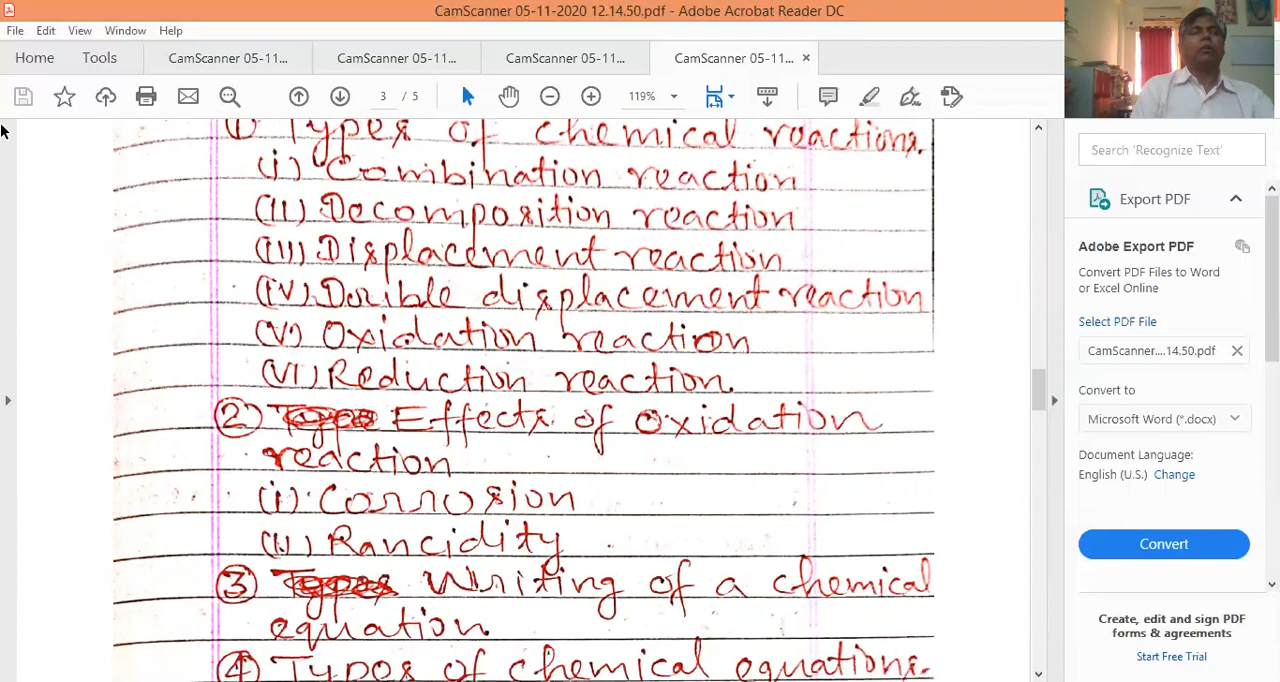 CamScanner 05-11-2020 12.14.50.pdf - Adobe Acrobat Reader DC
File Edit View Window Help
Home Tools CamScanner 05-11... CamScanner 05-11... CamScanner 05-11... CamScanner 05-11... ×
3 / 5 119%
① Types of chemical reactions.
(i) Combination reaction
(II) Decomposition reaction
(III) Displacement reaction
(IV) Double displacement reaction
(V) Oxidation reaction
(VI) Reduction reaction.
② Effects of Oxidation
reaction
(i) Corrosion
(II) Rancidity
③ Writing of a chemical
equation.
④ Types of chemical equations.
Search 'Recognize Text'
Export PDF
Adobe Export PDF
Convert PDF Files to Word
or Excel Online
Select PDF File
CamScanner....14.50.pdf
Convert to
Microsoft Word (*.docx)
Document Language:
English (U.S.) Change
Convert
Create, edit and sign PDF
forms & agreements
Start Free Trial